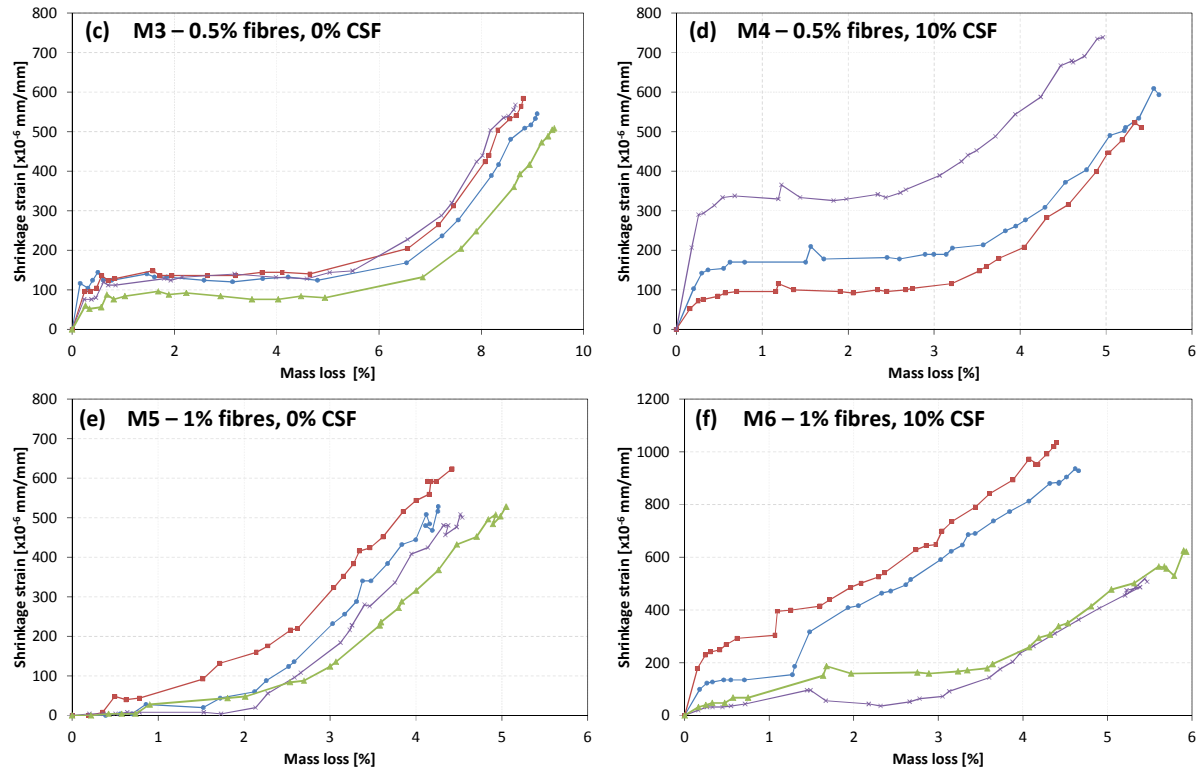 (c) M3 – 0.5% fibres, 0% CSF
Shrinkage strain [x10-6 mm/mm]
800
700
600
500
400
300
200
100
0
0 2 4 6 8 10
Mass loss [%]
(d) M4 – 0.5% fibres, 10% CSF
Shrinkage strain [x10-6 mm/mm]
800
700
600
500
400
300
200
100
0
0 1 2 3 4 5 6
Mass loss [%]
(e) M5 – 1% fibres, 0% CSF
Shrinkage strain [x10-6 mm/mm]
800
700
600
500
400
300
200
100
0
0 1 2 3 4 5 6
Mass loss [%]
(f) M6 – 1% fibres, 10% CSF
Shrinkage strain [x10-6 mm/mm]
1200
1000
800
600
400
200
0
0 1 2 3 4 5 6
Mass loss [%]